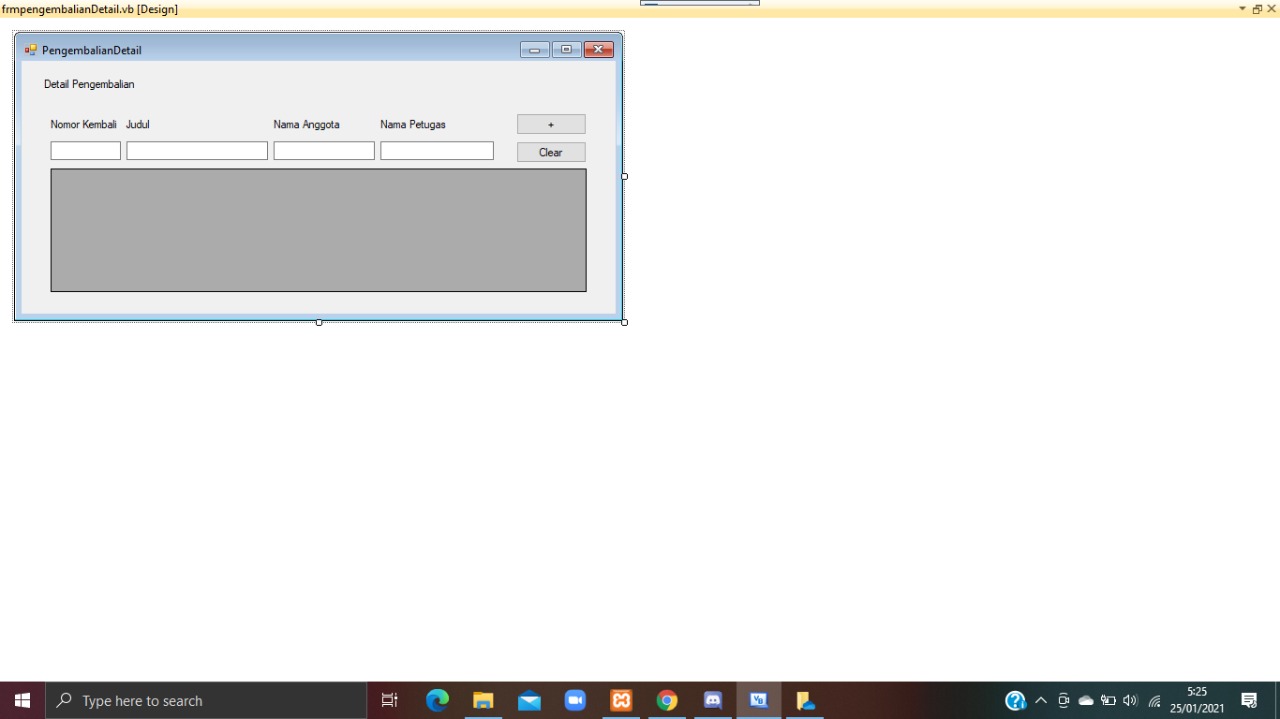 frmpengembalianDetail.vb [Design]
PengembalianDetail
Detail Pengembalian
Nomor Kembali Judul Nama Anggota Nama Petugas +
Clear
Type here to search
5:25
25/01/2021